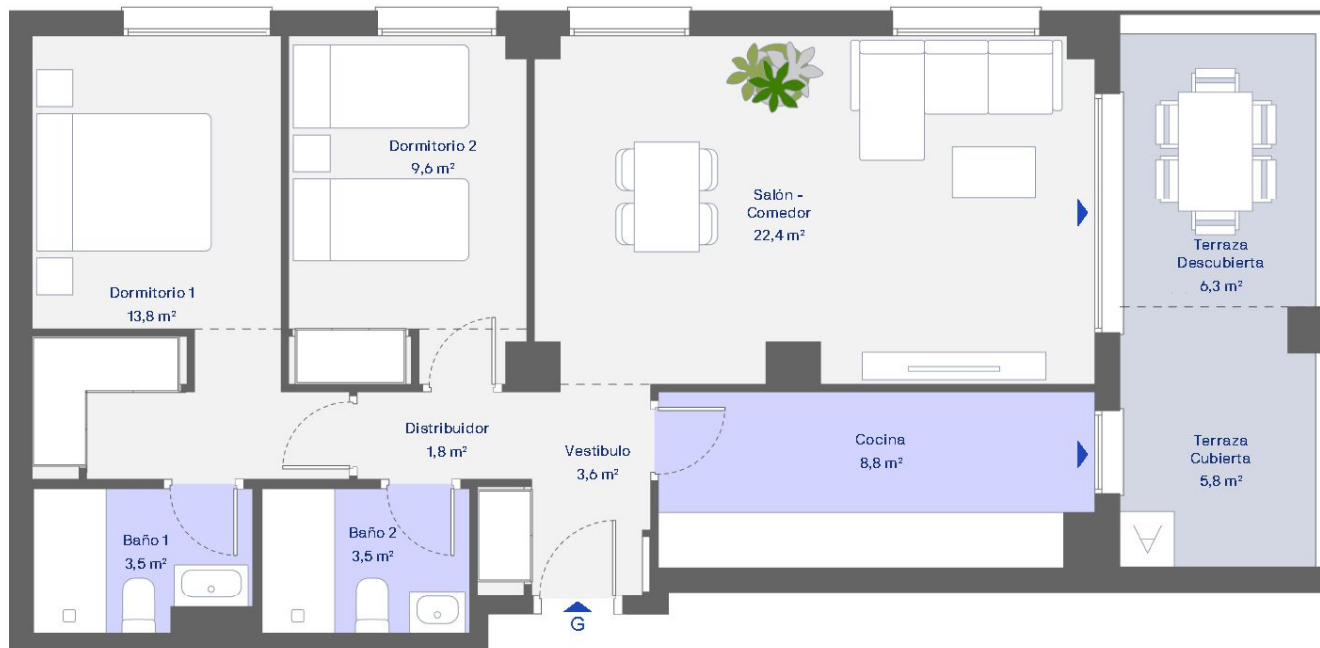 Dormitorio 1
13,8 m²
Dormitorio 2
9,6 m²
Salón -
Comedor
22,4 m²
Terraza
Descubierta
6,3 m²
Distribuidor
1,8 m²
Vestíbulo
3,6 m²
Cocina
8,8 m²
Terraza
Cubierta
5,8 m²
Baño 1
3,5 m²
Baño 2
3,5 m²
G